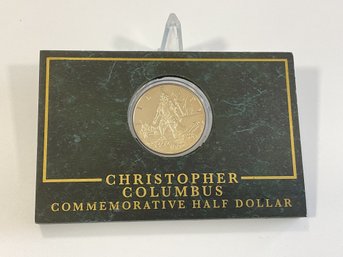 CHRISTOPHER
COLUMBUS
COMMEMORATIVE HALF DOLLAR